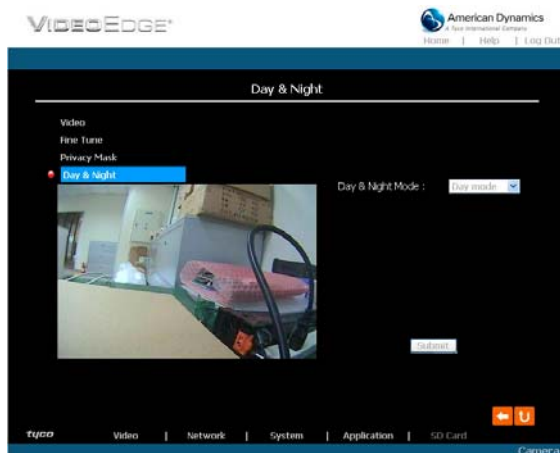 VIDEOEDGE
American Dynamics
A Tyco International Company
Home | Help | Log Out
Day & Night
Video
Fine Tune
Privacy Mask
Day & Night
Day & Night Mode : Day mode
Submit
tyco Video | Network | System | Application | SD Card
Camera